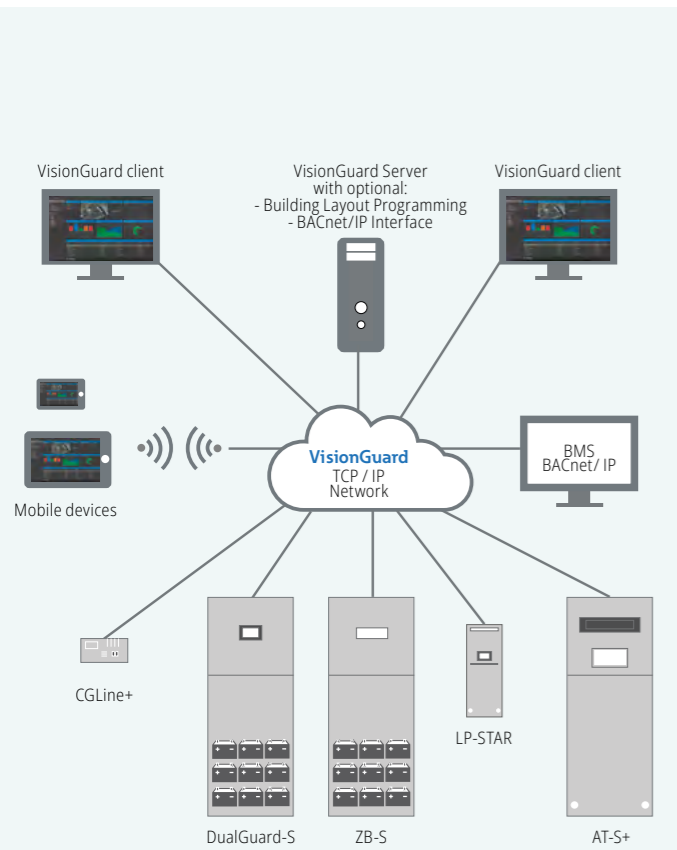 VisionGuard client
VisionGuard Server
with optional:
- Building Layout Programming
- BACnet/IP Interface
VisionGuard client
VisionGuard
TCP / IP
Network
BMS
BACnet/ IP
Mobile devices
CGLine+
LP-STAR
DualGuard-S
ZB-S
AT-S+